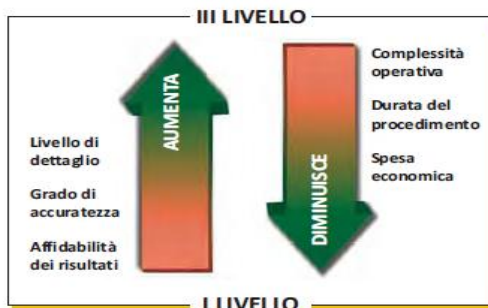 III LIVELLO
AUMENTA
Livello di
dettaglio
Grado di
accuratezza
Affidabilità
dei risultati
DIMINUISCE
Complessità
operativa
Durata del
procedimento
Spesa
economica
I LIVELLO